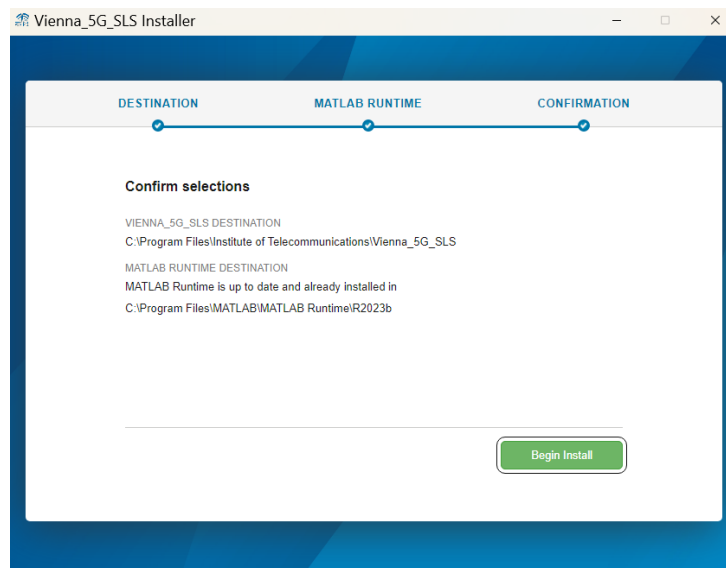 Vienna_5G_SLS Installer
DESTINATION
MATLAB RUNTIME
CONFIRMATION
Confirm selections
VIENNA_5G_SLS DESTINATION
C:\Program Files\Institute of Telecommunications\Vienna_5G_SLS
MATLAB RUNTIME DESTINATION
MATLAB Runtime is up to date and already installed in
C:\Program Files\MATLAB\MATLAB Runtime\R2023b
Begin Install